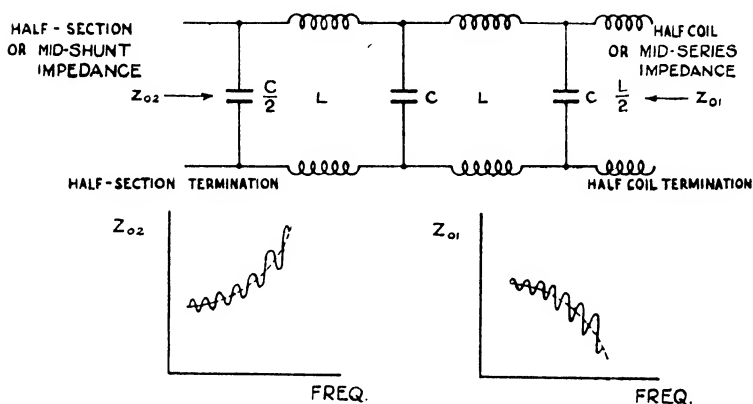 HALF-SECTION
OR MID-SHUNT
IMPEDANCE
Z02
C/2
L
C
L
C
L/2
Z01
HALF COIL
OR MID-SERIES
IMPEDANCE
HALF-SECTION TERMINATION
HALF COIL TERMINATION
Z02
FREQ.
Z01
FREQ.